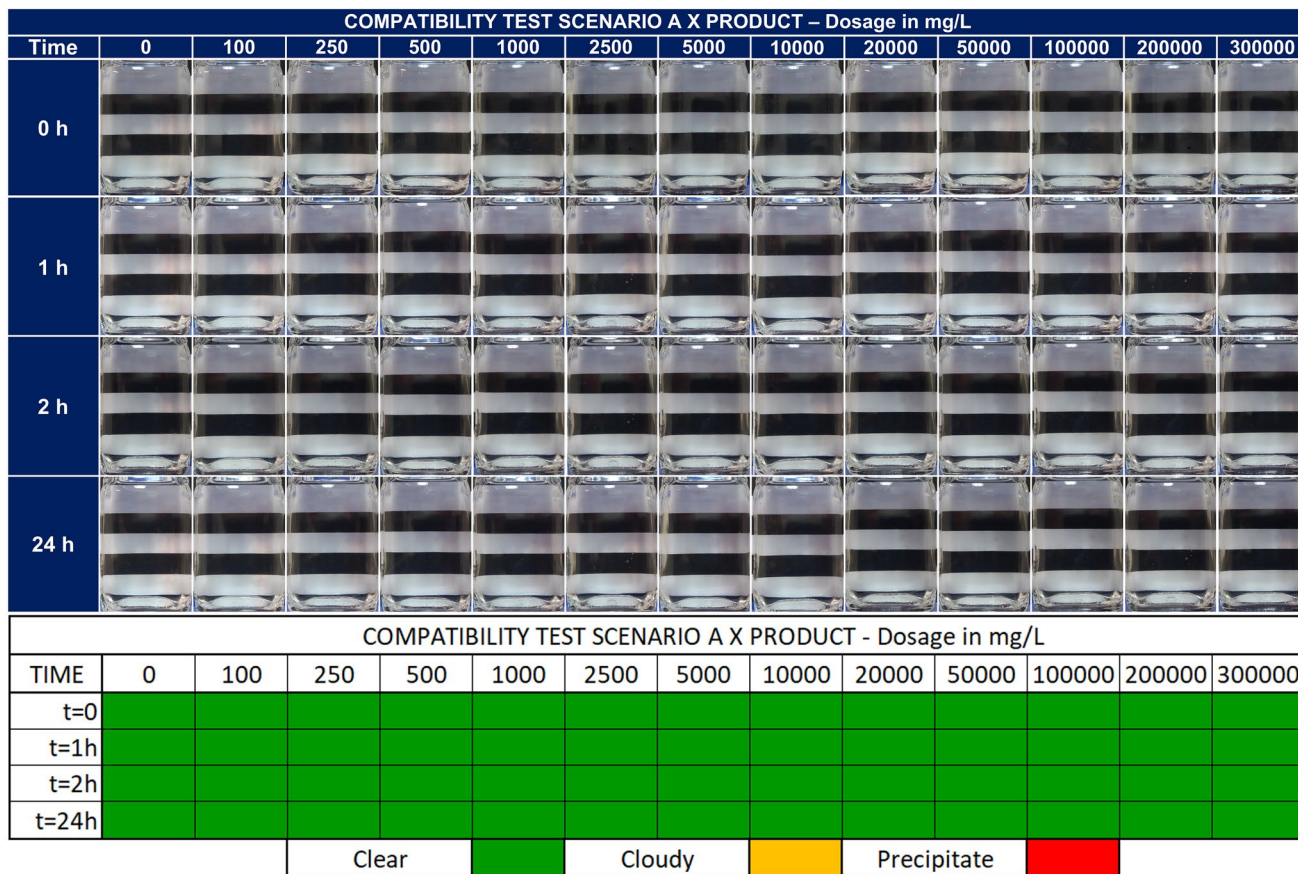 COMPATIBILITY TEST SCENARIO A X PRODUCT – Dosage in mg/L
Time 0 100 250 500 1000 2500 5000 10000 20000 50000 100000 200000 300000
0 h
1 h
2 h
24 h
COMPATIBILITY TEST SCENARIO A X PRODUCT - Dosage in mg/L
TIME 0 100 250 500 1000 2500 5000 10000 20000 50000 100000 200000 300000
t=0
t=1h
t=2h
t=24h
Clear Cloudy Precipitate